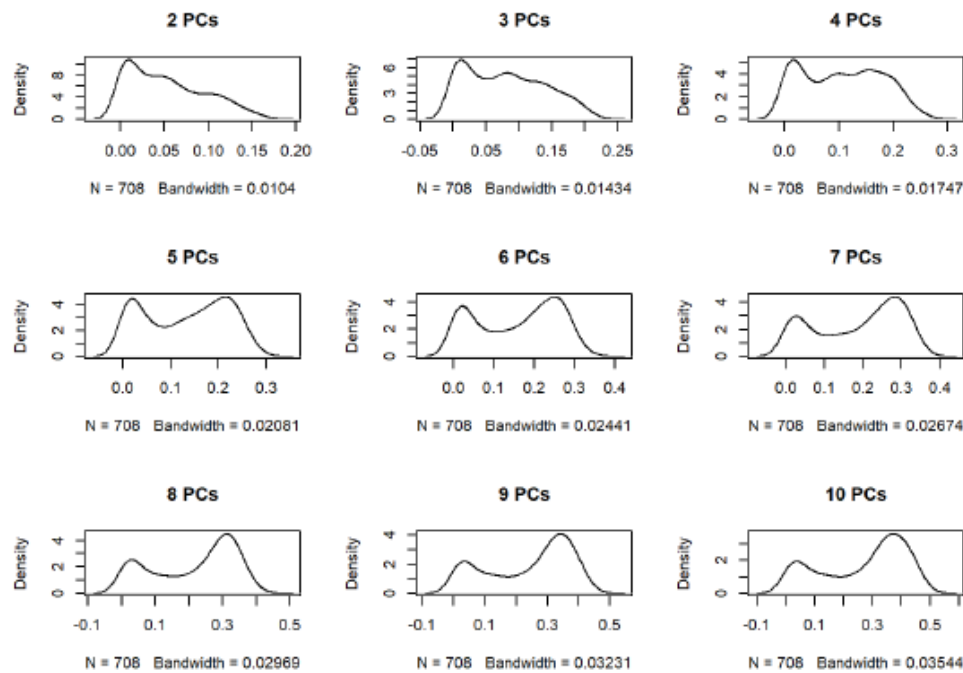 2 PCs 3 PCs 4 PCs
Density 0 4 8 Density 0 3 6 Density 0 2 4
0.00 0.05 0.10 0.15 0.20 -0.05 0.05 0.15 0.25 0.0 0.1 0.2 0.3
N = 708 Bandwidth = 0.0104 N = 708 Bandwidth = 0.01434 N = 708 Bandwidth = 0.01747
5 PCs 6 PCs 7 PCs
Density 0 2 4 Density 0 2 4 Density 0 2 4
0.0 0.1 0.2 0.3 0.0 0.1 0.2 0.3 0.4 0.0 0.1 0.2 0.3 0.4
N = 708 Bandwidth = 0.02081 N = 708 Bandwidth = 0.02441 N = 708 Bandwidth = 0.02674
8 PCs 9 PCs 10 PCs
Density 0 2 4 Density 0 2 4 Density 0 2
-0.1 0.1 0.3 0.5 -0.1 0.1 0.3 0.5 -0.1 0.1 0.3 0.5
N = 708 Bandwidth = 0.02969 N = 708 Bandwidth = 0.03231 N = 708 Bandwidth = 0.03544